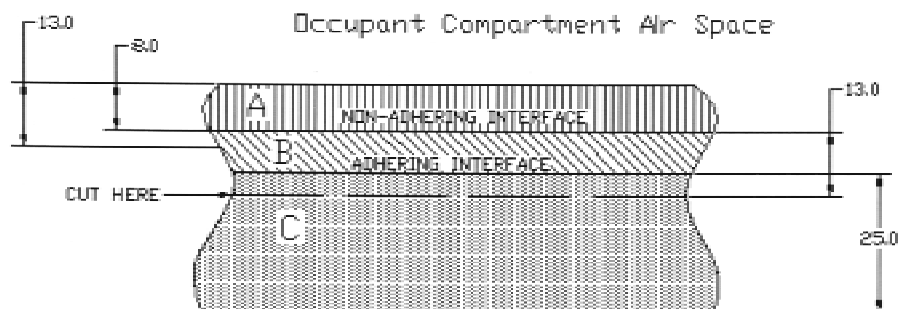 Occupant Compartment Air Space
13.0
8.0
13.0
A
NON-ADHERING INTERFACE
B
ADHERING INTERFACE
CUT HERE
C
25.0